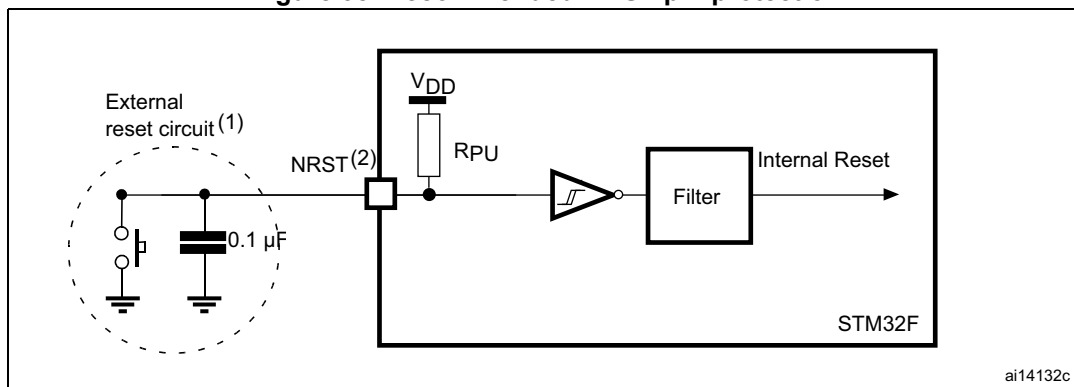 External
reset circuit(1)
VDD
RPU
NRST(2)
Internal Reset
Filter
0.1 µF
STM32F
ai14132c